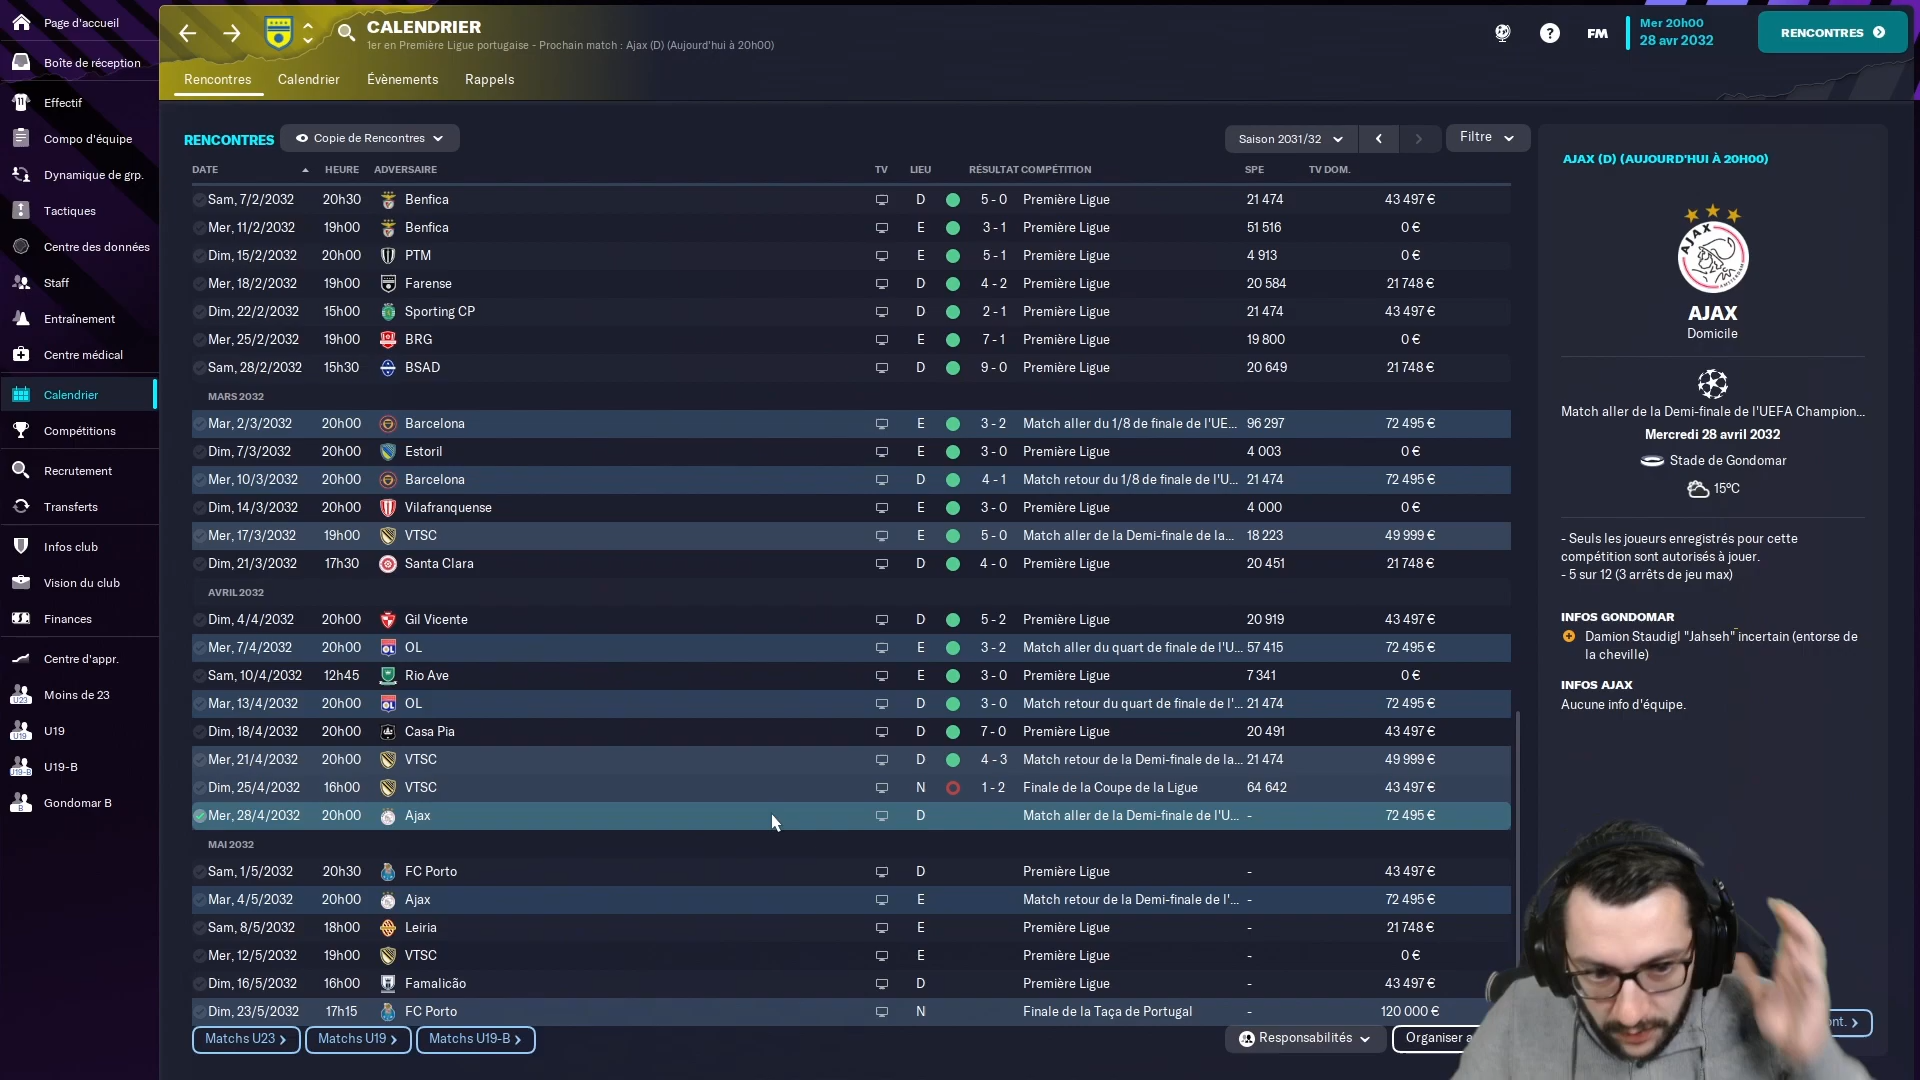 Page d'accueil
Boîte de réception
Effectif
Compo d'équipe
Dynamique de grp.
Tactiques
Centre des données
Staff
Entraînement
Centre médical
Calendrier
Compétitions
Recrutement
Transferts
Infos club
Vision du club
Finances
Centre d'appr.
Moins de 23
U19
U19-B
Gondomar B
CALENDRIER
1er en Première Ligue portugaise - Prochain match : Ajax (D) (Aujourd'hui à 20h00)
FM
Mer 20h00
28 avr 2032
RENCONTRES
Rencontres Calendrier Évènements Rappels
RENCONTRES Copie de Rencontres Saison 2031/32 Filtre
DATE HEURE ADVERSAIRE TV LIEU RÉSULTAT COMPÉTITION SPE TV DOM.
Sam, 7/2/2032 20h30 Benfica D 5 - 0 Première Ligue 21 474 43 497 €
Mer, 11/2/2032 19h00 Benfica E 3 - 1 Première Ligue 51 516 0 €
Dim, 15/2/2032 20h00 PTM E 5 - 1 Première Ligue 4 913 0 €
Mer, 18/2/2032 19h00 Farense D 4 - 2 Première Ligue 20 584 21 748 €
Dim, 22/2/2032 15h00 Sporting CP D 2 - 1 Première Ligue 21 474 43 497 €
Mer, 25/2/2032 19h00 BRG E 7 - 1 Première Ligue 19 800 0 €
Sam, 28/2/2032 15h30 BSAD D 9 - 0 Première Ligue 20 649 21 748 €
MARS 2032
Mar, 2/3/2032 20h00 Barcelona E 3 - 2 Match aller du 1/8 de finale de l'UE... 96 297 72 495 €
Dim, 7/3/2032 20h00 Estoril E 3 - 0 Première Ligue 4 003 0 €
Mer, 10/3/2032 20h00 Barcelona D 4 - 1 Match retour du 1/8 de finale de l'U... 21 474 72 495 €
Dim, 14/3/2032 20h00 Vilafranquense E 3 - 0 Première Ligue 4 000 0 €
Mer, 17/3/2032 19h00 VTSC E 5 - 0 Match aller de la Demi-finale de la... 18 223 49 999 €
Dim, 21/3/2032 17h30 Santa Clara D 4 - 0 Première Ligue 20 451 21 748 €
AVRIL 2032
Dim, 4/4/2032 20h00 Gil Vicente D 5 - 2 Première Ligue 20 919 43 497 €
Mer, 7/4/2032 20h00 OL E 3 - 2 Match aller du quart de finale de l'U... 57 415 72 495 €
Sam, 10/4/2032 12h45 Rio Ave E 3 - 0 Première Ligue 7 341 0 €
Mar, 13/4/2032 20h00 OL D 3 - 0 Match retour du quart de finale de l'... 21 474 72 495 €
Dim, 18/4/2032 20h00 Casa Pia D 7 - 0 Première Ligue 20 491 43 497 €
Mer, 21/4/2032 20h00 VTSC D 4 - 3 Match retour de la Demi-finale de la... 21 474 49 999 €
Dim, 25/4/2032 16h00 VTSC N 1 - 2 Finale de la Coupe de la Ligue 64 642 43 497 €
Mer, 28/4/2032 20h00 Ajax D Match aller de la Demi-finale de l'U... - 72 495 €
MAI 2032
Sam, 1/5/2032 20h30 FC Porto D Première Ligue - 43 497 €
Mar, 4/5/2032 20h00 Ajax E Match retour de la Demi-finale de l'... - 72 495 €
Sam, 8/5/2032 18h00 Leiria E Première Ligue - 21 748 €
Mer, 12/5/2032 19h00 VTSC E Première Ligue - 0 €
Dim, 16/5/2032 16h00 Famalicão D Première Ligue - 43 497 €
Dim, 23/5/2032 17h15 FC Porto N Finale de la Taça de Portugal - 120 000 €
Matchs U23 Matchs U19 Matchs U19-B Responsabilités Organiser
AJAX (D) (AUJOURD'HUI À 20H00)
AJAX
AJAX
Domicile
Match aller de la Demi-finale de l'UEFA Champion...
Mercredi 28 avril 2032
Stade de Gondomar
15°C
- Seuls les joueurs enregistrés pour cette
compétition sont autorisés à jouer.
- 5 sur 12 (3 arrêts de jeu max)
INFOS GONDOMAR
Damion Staudigl "Jahseh" incertain (entorse de
la cheville)
INFOS AJAX
Aucune info d'équipe.